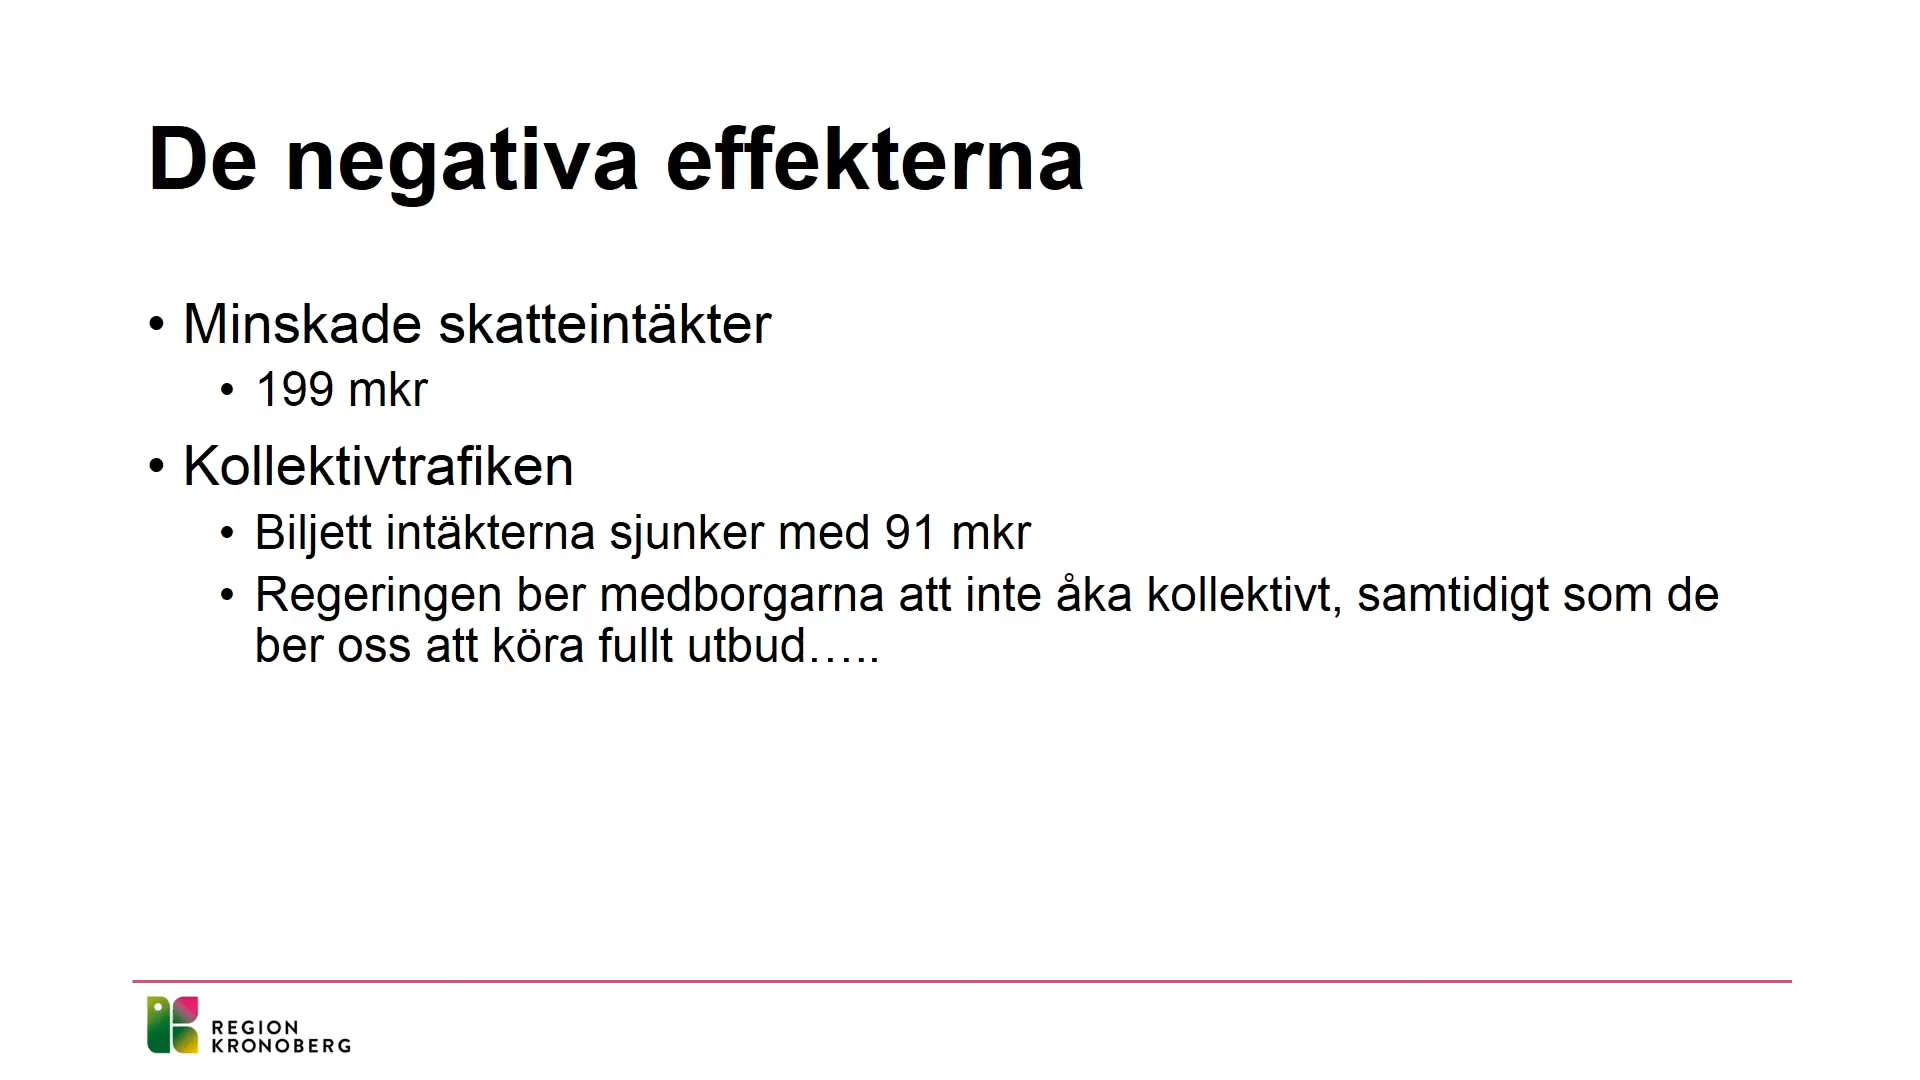 De negativa effekterna
• Minskade skatteintäkter
• 199 mkr
• Kollektivtrafiken
• Biljett intäkterna sjunker med 91 mkr
• Regeringen ber medborgarna att inte åka kollektivt, samtidigt som de
ber oss att köra fullt utbud…..
REGION
KRONOBERG